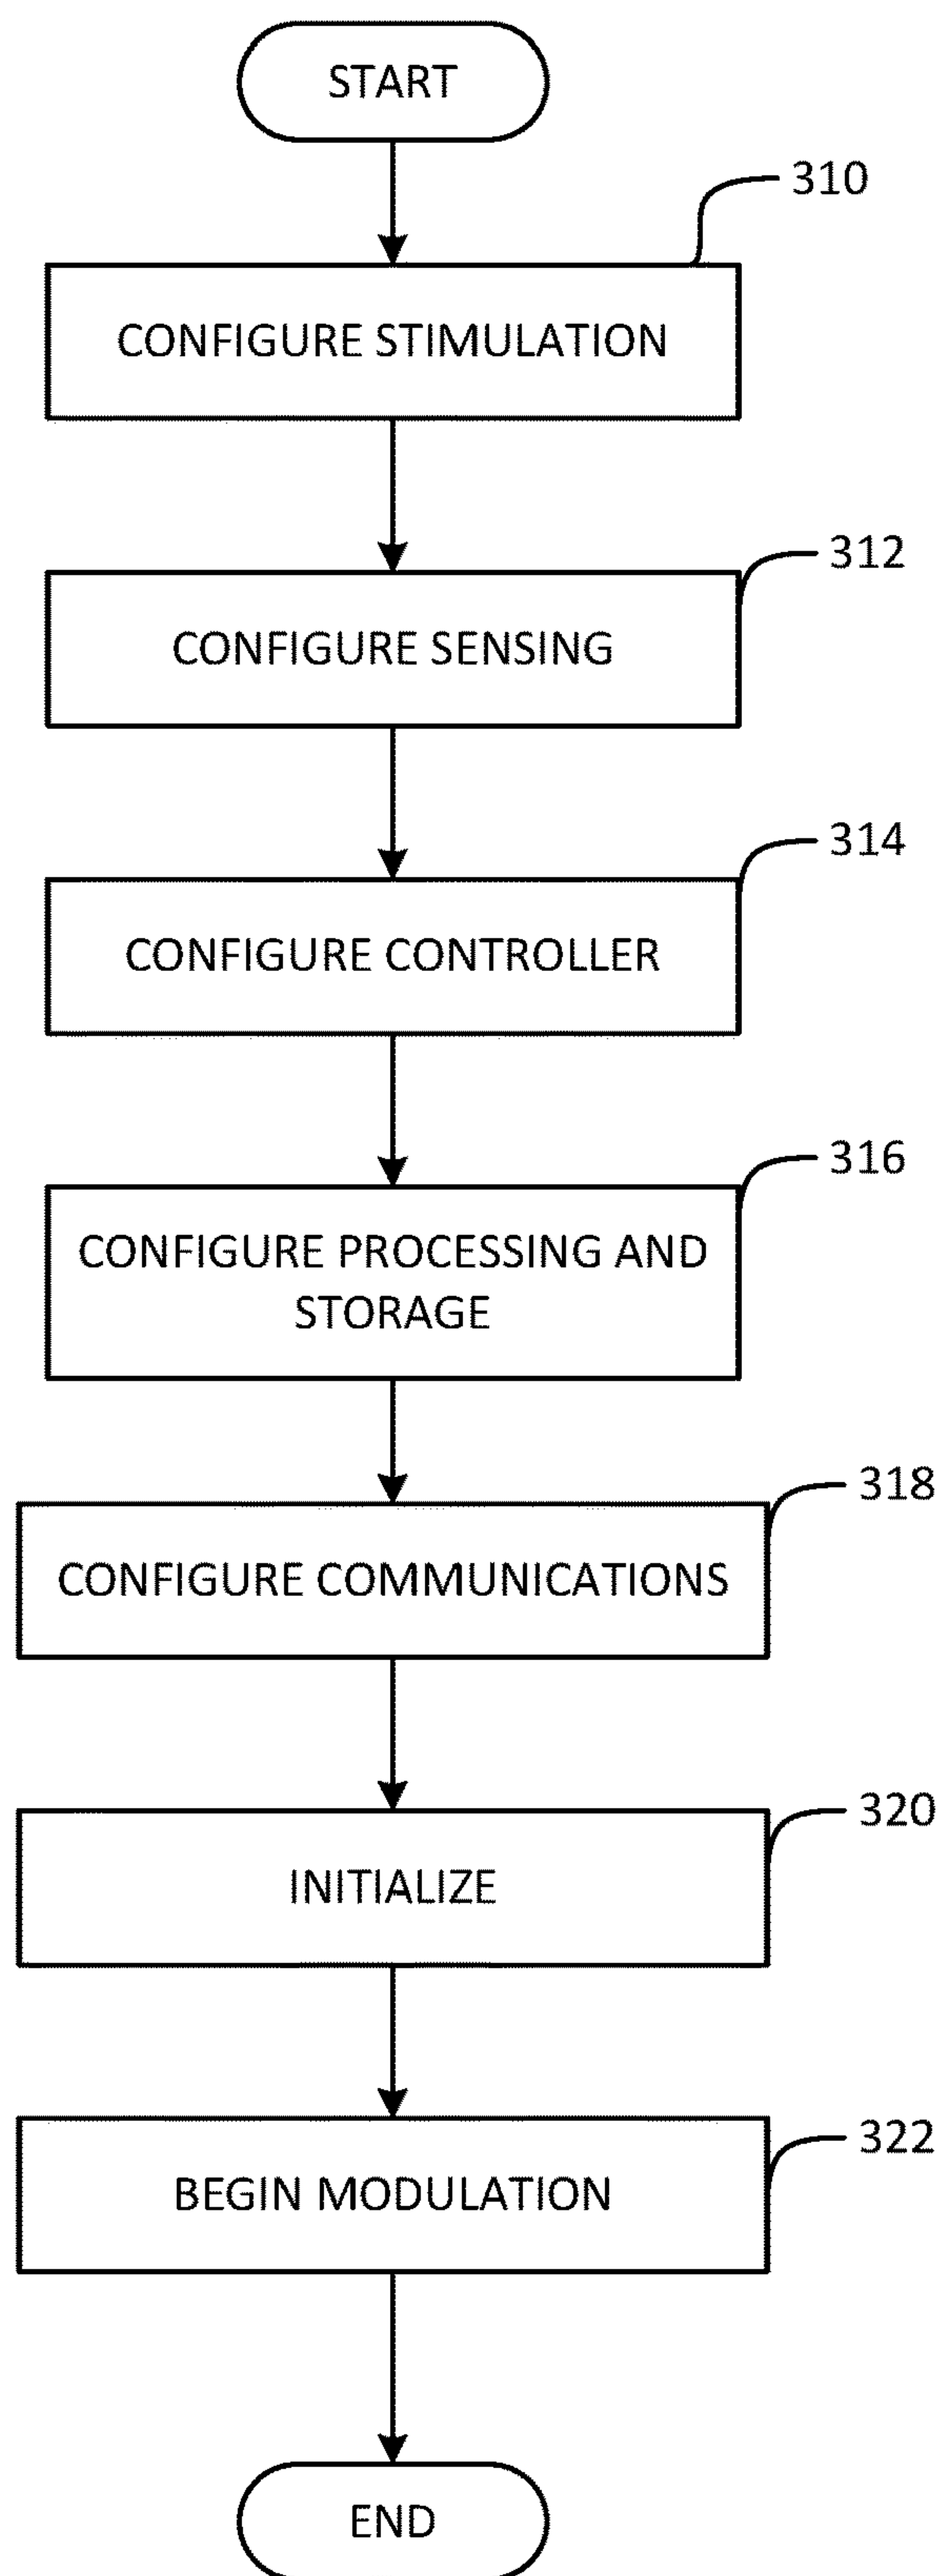 START
310
CONFIGURE STIMULATION
312
CONFIGURE SENSING
314
CONFIGURE CONTROLLER
316
CONFIGURE PROCESSING AND
STORAGE
318
CONFIGURE COMMUNICATIONS
320
INITIALIZE
322
BEGIN MODULATION
END